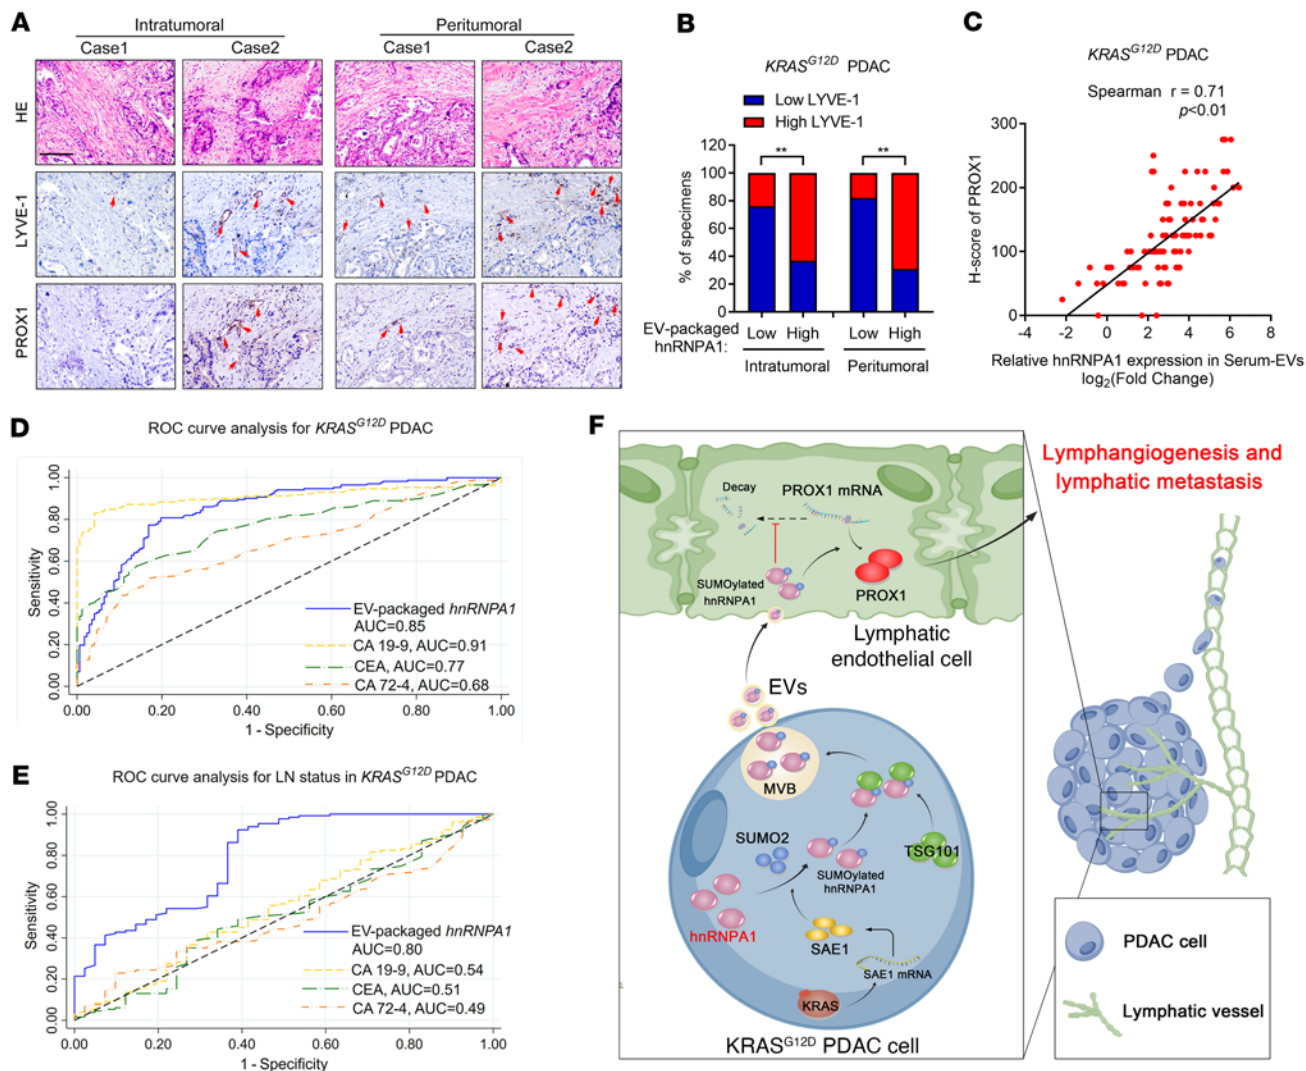 A
Intratumoral
Peritumoral
Case1
Case2
Case1
Case2
HE
LYVE-1
PROX1
B
KRAS^G12D PDAC
Low LYVE-1
High LYVE-1
% of specimens
120
100
80
60
40
20
0
**
**
EV-packaged hnRNPA1:
Low High Low High
Intratumoral Peritumoral
C
KRAS^G12D PDAC
Spearman r = 0.71
p<0.01
H-score of PROX1
300
200
100
0
-4 -2 0 2 4 6 8
Relative hnRNPA1 expression in Serum-EVs
log2(Fold Change)
D
ROC curve analysis for KRAS^G12D PDAC
Sensitivity
1.00
0.80
0.60
0.40
0.20
0.00
EV-packaged hnRNPA1
AUC=0.85
CA 19-9, AUC=0.91
CEA, AUC=0.77
CA 72-4, AUC=0.68
0.00 0.20 0.40 0.60 0.80 1.00
1 - Specificity
E
ROC curve analysis for LN status in KRAS^G12D PDAC
Sensitivity
1.00
0.80
0.60
0.40
0.20
0.00
EV-packaged hnRNPA1
AUC=0.80
CA 19-9, AUC=0.54
CEA, AUC=0.51
CA 72-4, AUC=0.49
0.00 0.20 0.40 0.60 0.80 1.00
1 - Specificity
F
Lymphangiogenesis and
lymphatic metastasis
Decay
PROX1 mRNA
SUMOylated
hnRNPA1
PROX1
Lymphatic
endothelial cell
EVs
MVB
SUMO2
SUMOylated
hnRNPA1
TSG101
hnRNPA1
SAE1
SAE1 mRNA
KRAS
KRAS^G12D PDAC cell
PDAC cell
Lymphatic vessel